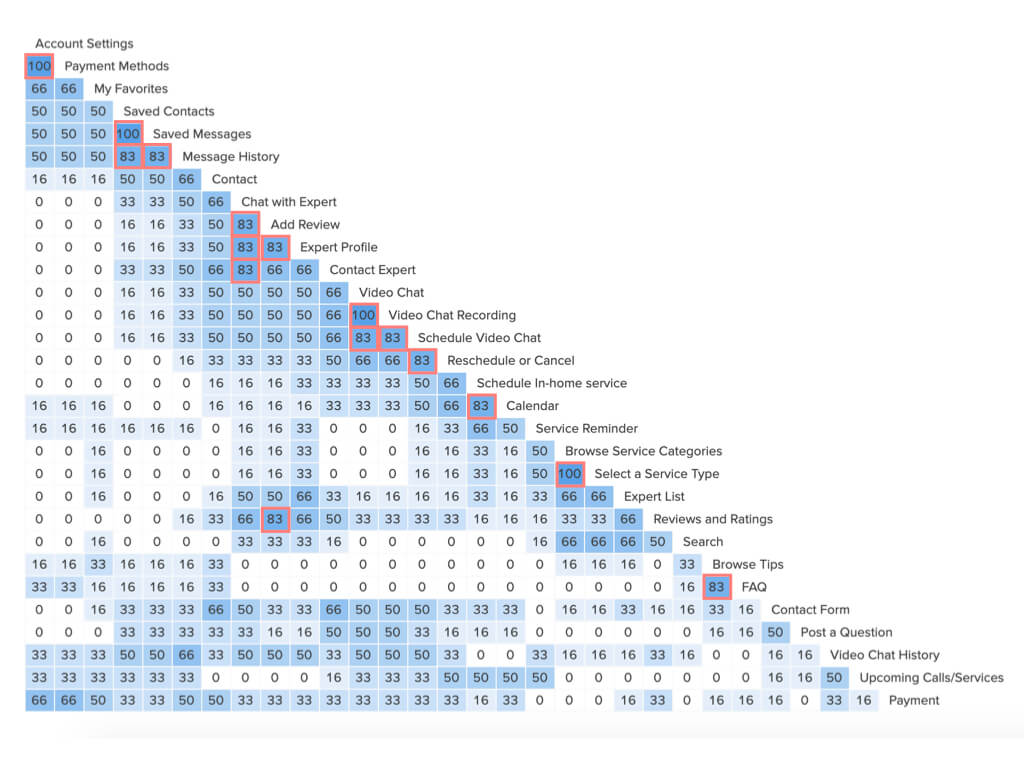 Account Settings
100 Payment Methods
66 66 My Favorites
50 50 50 Saved Contacts
50 50 50 100 Saved Messages
50 50 50 83 83 Message History
16 16 16 50 50 66 Contact
0 0 0 33 33 50 66 Chat with Expert
0 0 0 16 16 33 50 83 Add Review
0 0 0 16 16 33 50 83 83 Expert Profile
0 0 0 33 33 50 66 83 66 66 Contact Expert
0 0 0 16 16 33 50 50 50 50 66 Video Chat
0 0 0 16 16 33 50 50 50 50 66 100 Video Chat Recording
0 0 0 16 16 33 50 50 50 50 66 83 83 Schedule Video Chat
0 0 0 0 0 16 33 33 33 33 50 66 66 83 Reschedule or Cancel
0 0 0 0 0 0 16 16 16 33 33 33 33 50 66 Schedule In-home service
16 16 16 0 0 0 16 16 16 16 33 33 33 50 66 83 Calendar
16 16 16 16 16 16 0 16 16 33 0 0 0 16 33 66 50 Service Reminder
0 0 16 0 0 0 0 16 16 33 0 0 0 16 16 33 16 50 Browse Service Categories
0 0 16 0 0 0 0 16 16 33 0 0 0 16 16 33 16 50 100 Select a Service Type
0 0 16 0 0 0 16 50 50 66 33 16 16 16 16 33 16 33 66 66 Expert List
0 0 0 0 0 16 33 66 83 66 50 33 33 33 33 16 16 16 33 33 66 Reviews and Ratings
0 0 16 0 0 0 0 33 33 33 16 0 0 0 0 0 0 16 66 66 66 50 Search
16 16 33 16 16 16 33 0 0 0 0 0 0 0 0 0 0 0 16 16 16 0 33 Browse Tips
33 33 16 16 16 16 33 0 0 0 0 0 0 0 0 0 0 0 0 0 0 0 16 83 FAQ
0 0 16 33 33 33 66 50 33 33 66 50 50 50 33 33 33 0 16 16 33 16 16 33 16 Contact Form
0 0 0 33 33 33 33 33 16 16 50 50 50 33 16 16 16 0 0 0 0 0 0 16 16 50 Post a Question
33 33 33 50 50 66 33 50 50 50 33 50 50 50 33 0 0 33 16 16 16 33 16 0 0 16 16 Video Chat History
33 33 33 33 33 33 0 0 0 0 16 33 33 33 50 50 50 50 0 0 0 0 0 0 0 16 16 50 Upcoming Calls/Services
66 66 50 33 33 50 50 33 33 33 33 33 33 33 33 16 33 0 0 0 16 33 0 16 16 16 0 33 16 Payment